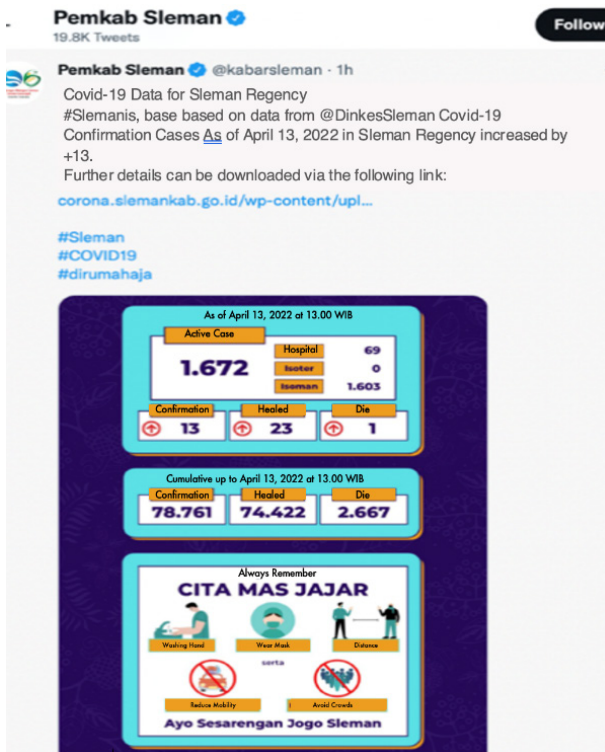 Pemkab Sleman
19.8K Tweets
Follow
Pemkab Sleman @kabarsleman · 1h
Covid-19 Data for Sleman Regency
#Slemanis, base based on data from @DinkesSleman Covid-19
Confirmation Cases As of April 13, 2022 in Sleman Regency increased by
+13.
Further details can be downloaded via the following link:
corona.slemankab.go.id/wp-content/upl...
#Sleman
#COVID19
#dirumahaja
As of April 13, 2022 at 13.00 WIB
Active Case
1.672
Hospital 69
Isoter 0
Isoman 1.603
Confirmation Healed Die
13 23 1
Cumulative up to April 13, 2022 at 13.00 WIB
Confirmation Healed Die
78.761 74.422 2.667
Always Remember
CITA MAS JAJAR
Washing Hand Wear Mask Distance
serta
Reduce Mobility Avoid Crowds
Ayo Sesarengan Jogo Sleman